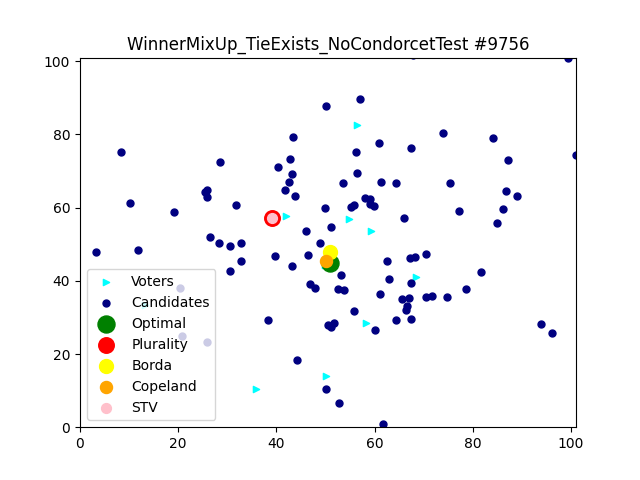 WinnerMixUp_TieExists_NoCondorcetTest #9756
100
80
60
40
20
0
Voters
Candidates
Optimal
Plurality
Borda
Copeland
STV
0 20 40 60 80 100